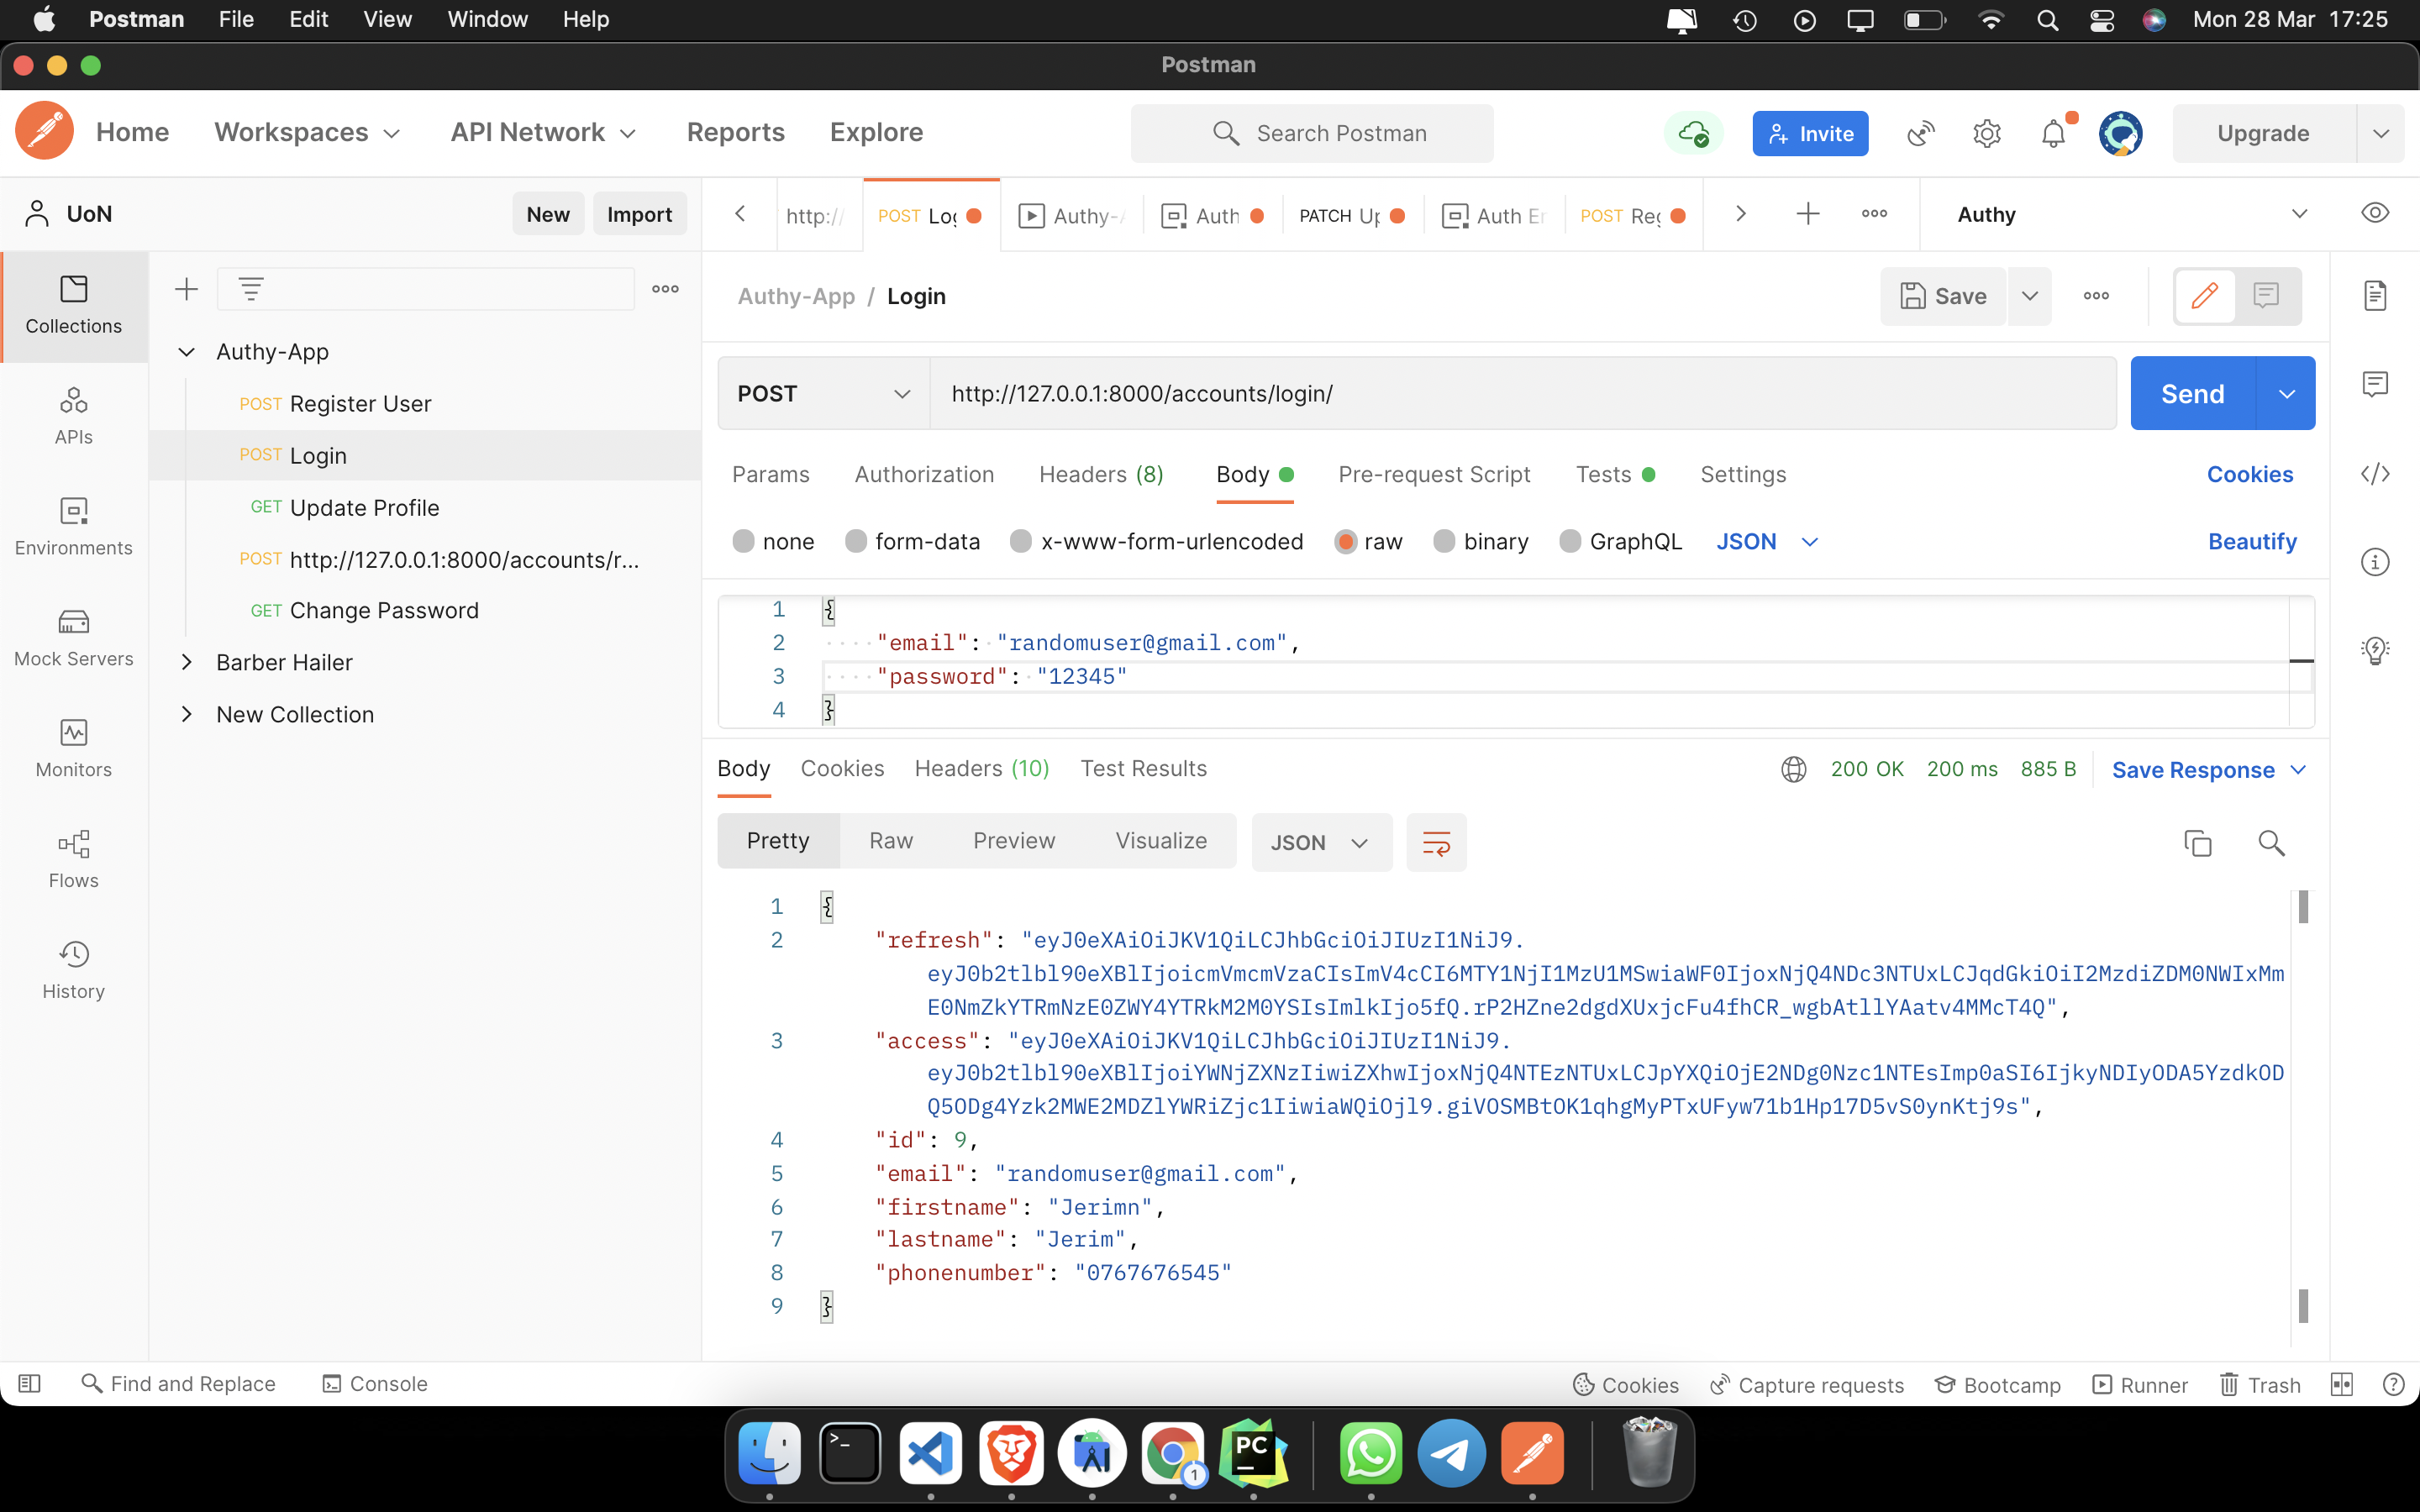 Postman File Edit View Window Help Mon 28 Mar 17:25
Postman
Home Workspaces API Network Reports Explore Search Postman Invite Upgrade
UoN New Import http:// POST Log Authy-A Auth PATCH Up Auth Er POST Reg Authy
Collections
APIs
Environments
Mock Servers
Monitors
Flows
History
Authy-App
POST Register User
POST Login
GET Update Profile
POST http://127.0.0.1:8000/accounts/r...
GET Change Password
Barber Hailer
New Collection
Authy-App / Login Save
POST http://127.0.0.1:8000/accounts/login/ Send
Params Authorization Headers (8) Body Pre-request Script Tests Settings Cookies
none form-data x-www-form-urlencoded raw binary GraphQL JSON Beautify
1 {
2 "email": "randomuser@gmail.com",
3 "password": "12345"
4 }
Body Cookies Headers (10) Test Results 200 OK 200 ms 885 B Save Response
Pretty Raw Preview Visualize JSON
1 {
2 "refresh": "eyJ0eXAiOiJKV1QiLCJhbGciOiJIUzI1NiJ9.
eyJ0b2tlbl90eXBlIjoicmVmcmVzaCIsImV4cCI6MTY1NjI1MzU1MSwiaWF0IjoxNjQ4NDc3NTUxLCJqdGkiOiI2MzdiZDM0NWIxMm
E0NmZkYTRmNzE0ZWY4YTRkM2M0YSIsImlkIjo5fQ.rP2HZne2dgdXUxjcFu4fhCR_wgbAtllYAatv4MMcT4Q",
3 "access": "eyJ0eXAiOiJKV1QiLCJhbGciOiJIUzI1NiJ9.
eyJ0b2tlbl90eXBlIjoiYWNjZXNzIiwiZXhwIjoxNjQ4NTEzNTUxLCJpYXQiOjE2NDg0Nzc1NTEsImp0aSI6IjkyNDIyODA5YzdkOD
Q5ODg4Yzk2MWE2MDZlYWRiZjc1IiwiaWQiOjl9.giVOSMBtOK1qhgMyPTxUFyw71b1Hp17D5vS0ynKtj9s",
4 "id": 9,
5 "email": "randomuser@gmail.com",
6 "firstname": "Jerimn",
7 "lastname": "Jerim",
8 "phonenumber": "0767676545"
9 }
Find and Replace Console Cookies Capture requests Bootcamp Runner Trash
>_ 1 PC